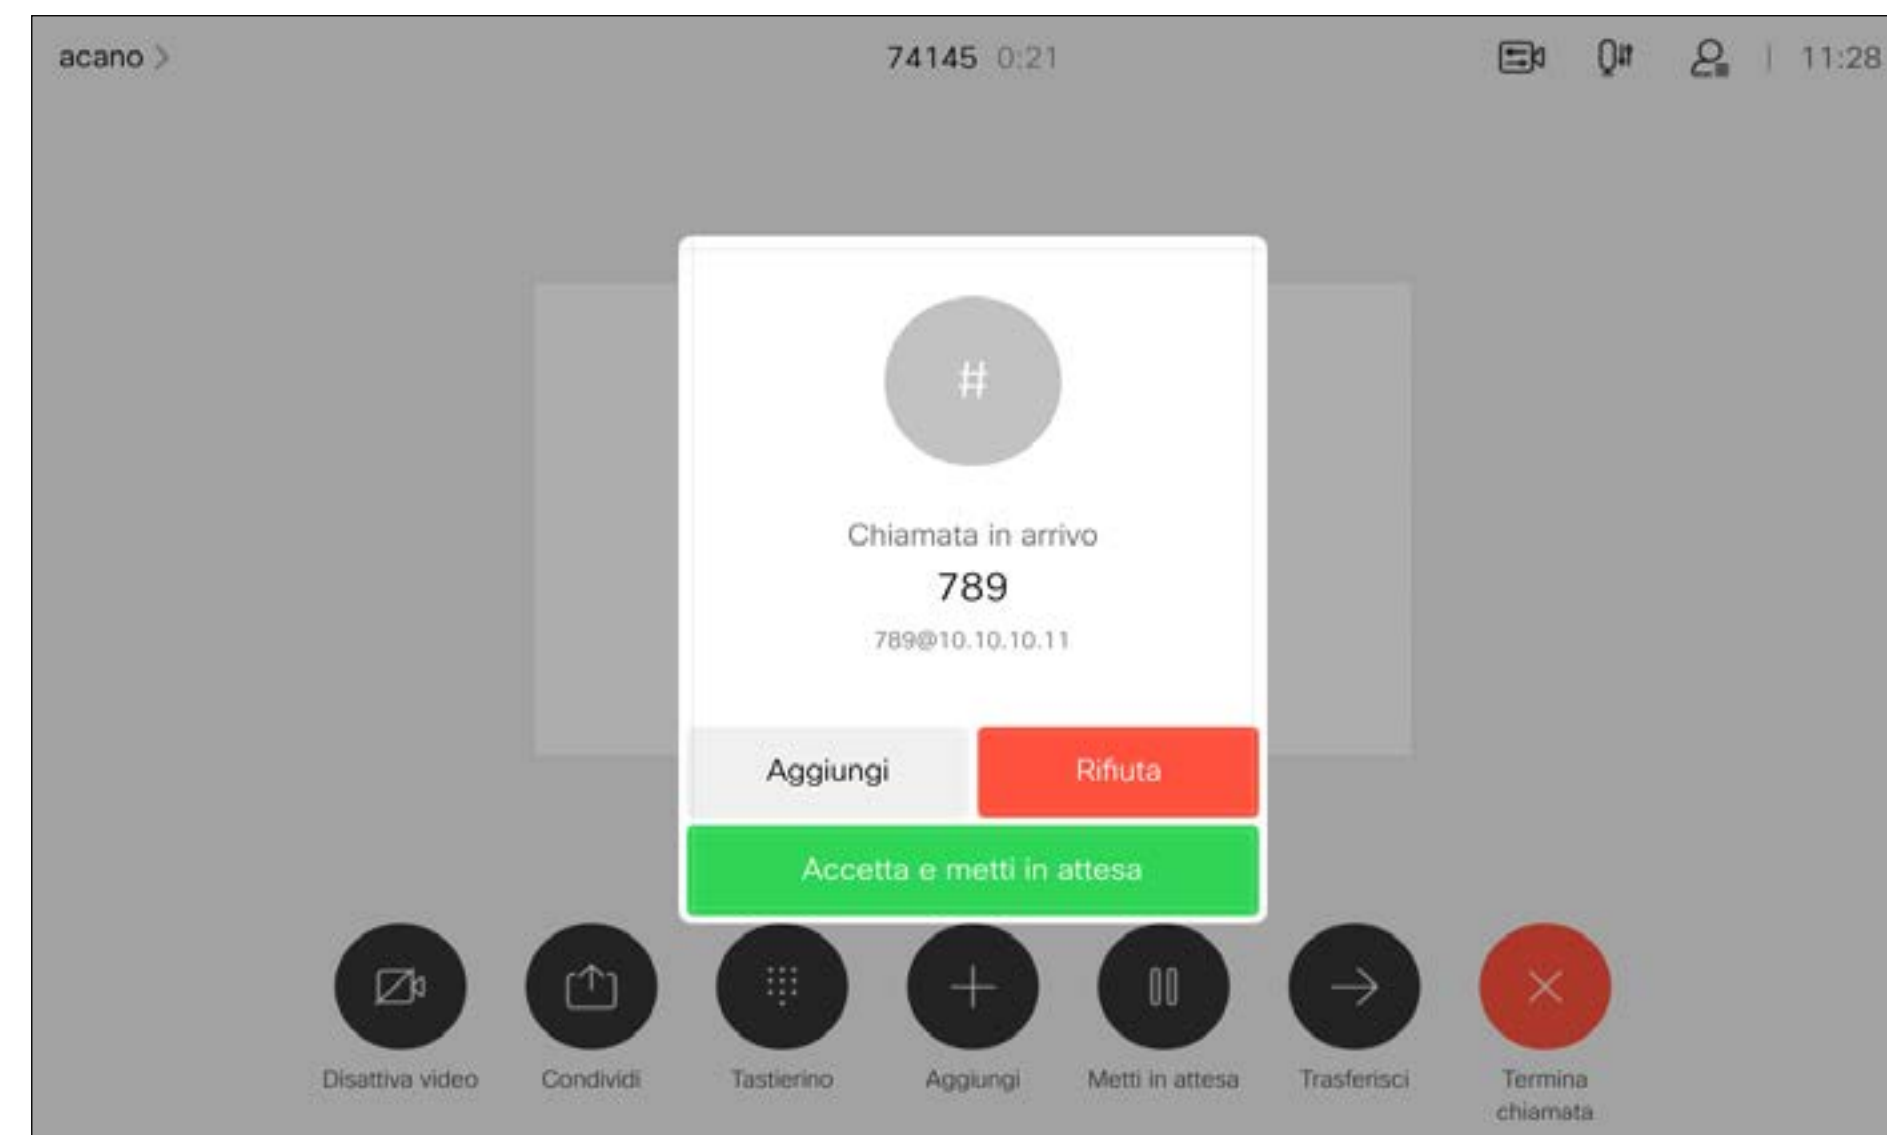 acano >
74145 0:21
11:28
#
Chiamata in arrivo
789
789@10.10.10.11
Aggiungi
Rifiuta
Accetta e metti in attesa
Disattiva video
Condividi
Tastierino
Aggiungi
Metti in attesa
Trasferisci
Termina
chiamata